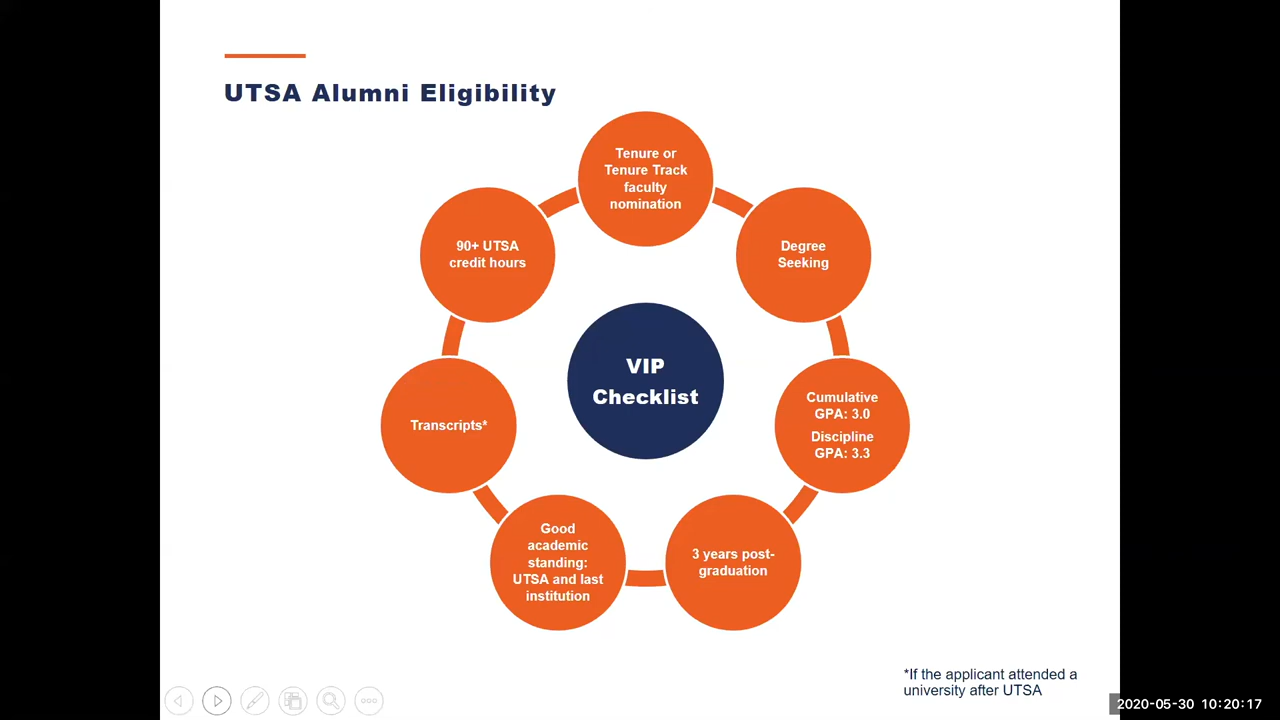 UTSA Alumni Eligibility
Tenure or
Tenure Track
faculty
nomination
Degree
Seeking
Cumulative
GPA: 3.0
Discipline
GPA: 3.3
3 years post-
graduation
Good
academic
standing:
UTSA and last
institution
Transcripts*
90+ UTSA
credit hours
VIP
Checklist
*If the applicant attended a
university after UTSA
2020-05-30 10:20:17